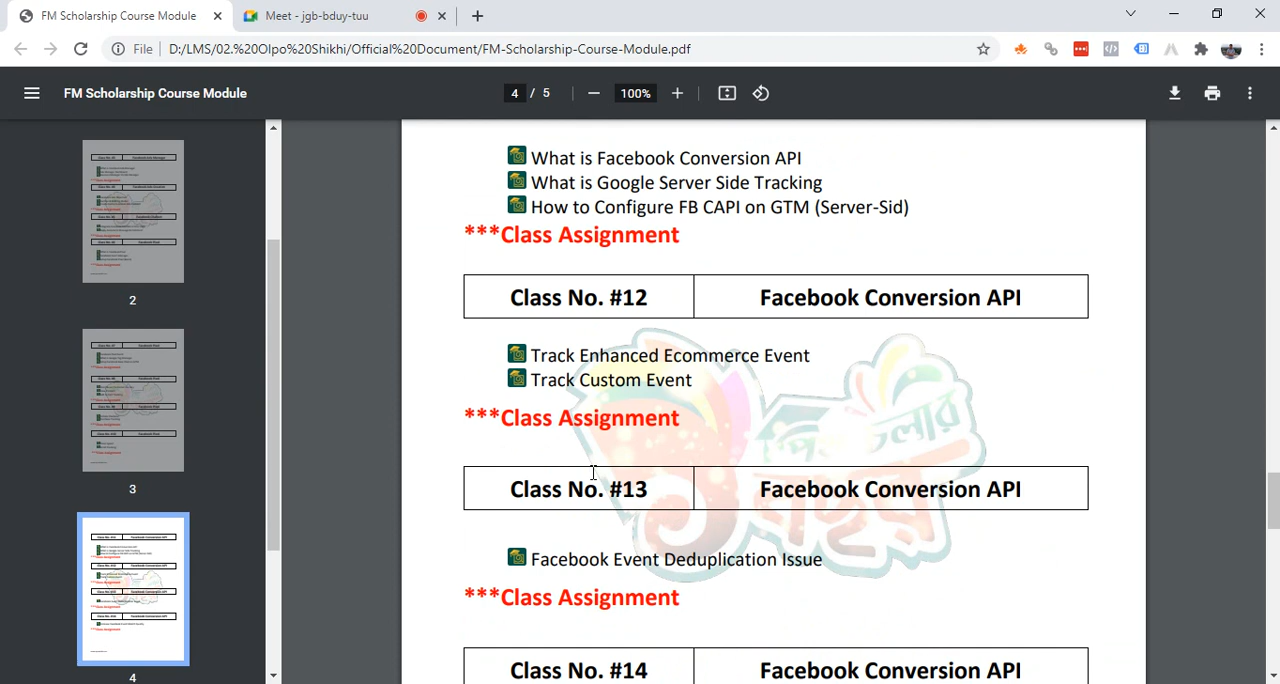 FM Scholarship Course Module
Meet - jgb-bduy-tuu
File
D:/LMS/02.%20Olpo%20Shikhi/Official%20Document/FM-Scholarship-Course-Module.pdf
FM Scholarship Course Module
4 / 5
100%
What is Facebook Conversion API
What is Google Server Side Tracking
How to Configure FB CAPI on GTM (Server-Sid)
***Class Assignment
Class No. #12 Facebook Conversion API
Track Enhanced Ecommerce Event
Track Custom Event
***Class Assignment
Class No. #13 Facebook Conversion API
Facebook Event Deduplication Issue
***Class Assignment
Class No. #14 Facebook Conversion API
2
3
4